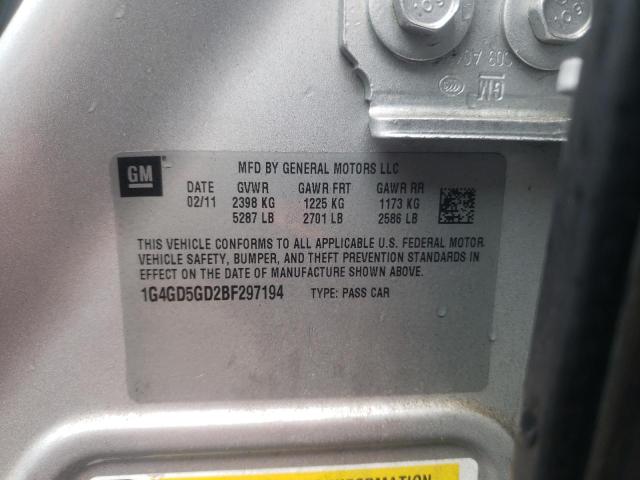 GM
MFD BY GENERAL MOTORS LLC
DATE GVWR GAWR FRT GAWR RR
02/11 2398 KG 1225 KG 1173 KG
5287 LB 2701 LB 2586 LB
THIS VEHICLE CONFORMS TO ALL APPLICABLE U.S. FEDERAL MOTOR
VEHICLE SAFETY, BUMPER, AND THEFT PREVENTION STANDARDS IN
EFFECT ON THE DATE OF MANUFACTURE SHOWN ABOVE.
1G4GD5GD2BF297194 TYPE: PASS CAR
GM